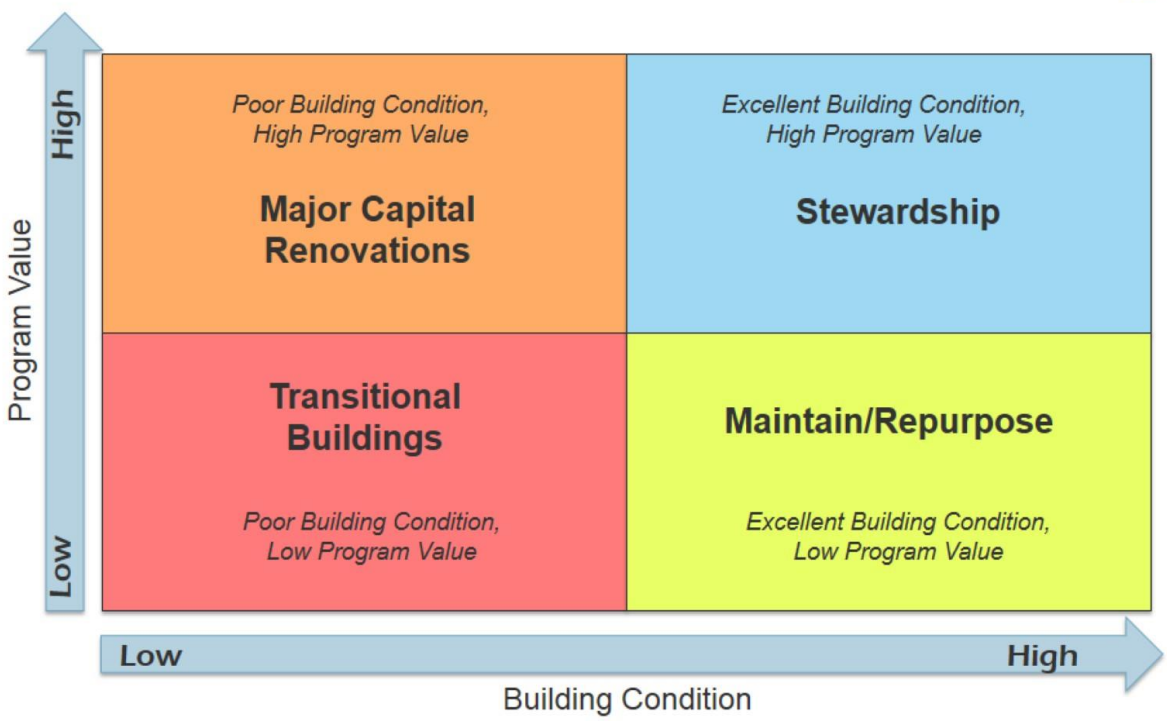 High
Program Value
Low
Poor Building Condition,
High Program Value
Major Capital
Renovations
Excellent Building Condition,
High Program Value
Stewardship
Transitional
Buildings
Poor Building Condition,
Low Program Value
Maintain/Repurpose
Excellent Building Condition,
Low Program Value
Low
High
Building Condition